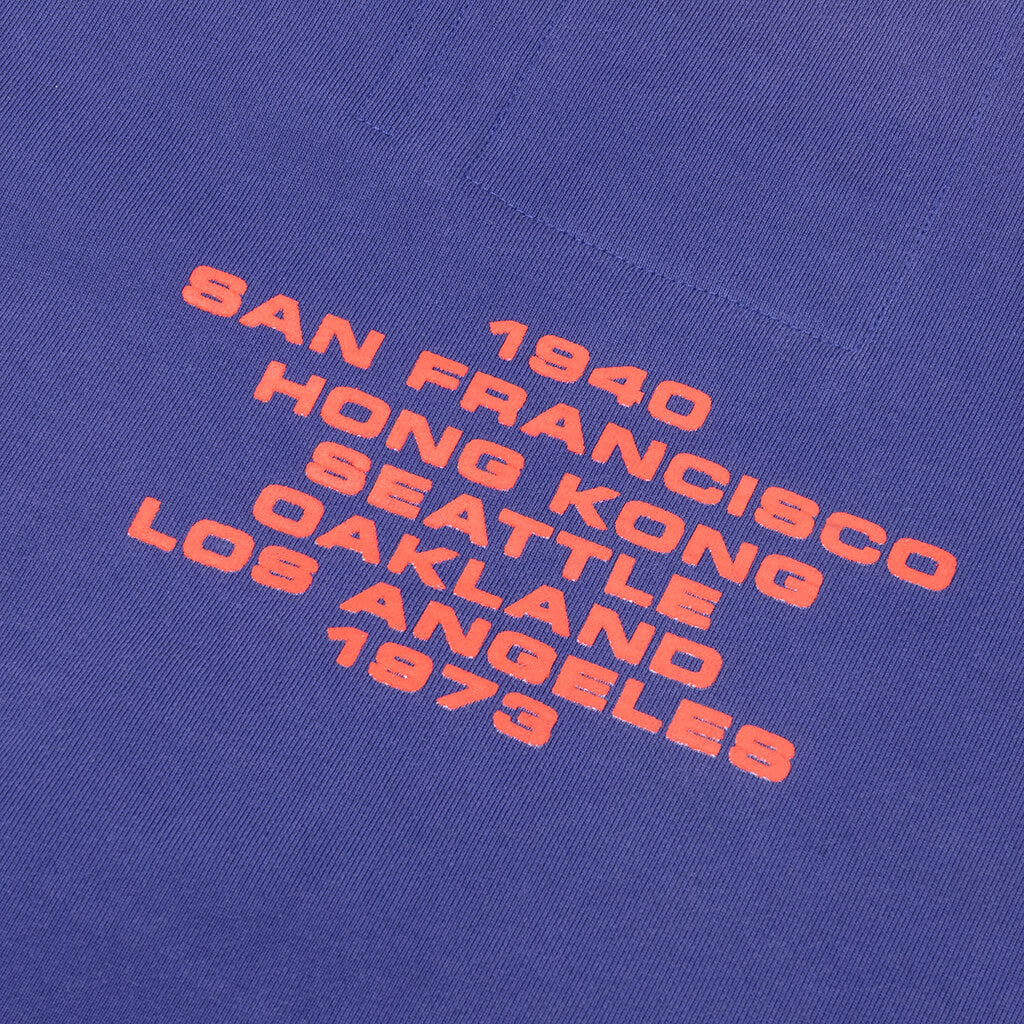 1940
SAN FRANCISCO
HONG KONG
SEATTLE
OAKLAND
LOS ANGELES
1973